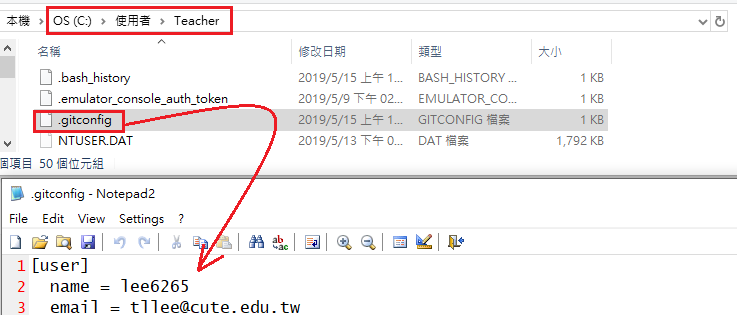 本機 > OS (C:) > 使用者 > Teacher
名稱 修改日期 類型 大小
.bash_history 2019/5/15 上午 1... BASH_HISTORY ... 1 KB
.emulator_console_auth_token 2019/5/9 下午 02... EMULATOR_CO... 1 KB
.gitconfig 2019/5/15 上午 1... GITCONFIG 檔案 1 KB
NTUSER.DAT 2019/5/13 下午 0... DAT 檔案 1,792 KB
個項目 50 個位元組
.gitconfig - Notepad2
File Edit View Settings ?
1 [user]
2 name = lee6265
3 email = tllee@cute.edu.tw